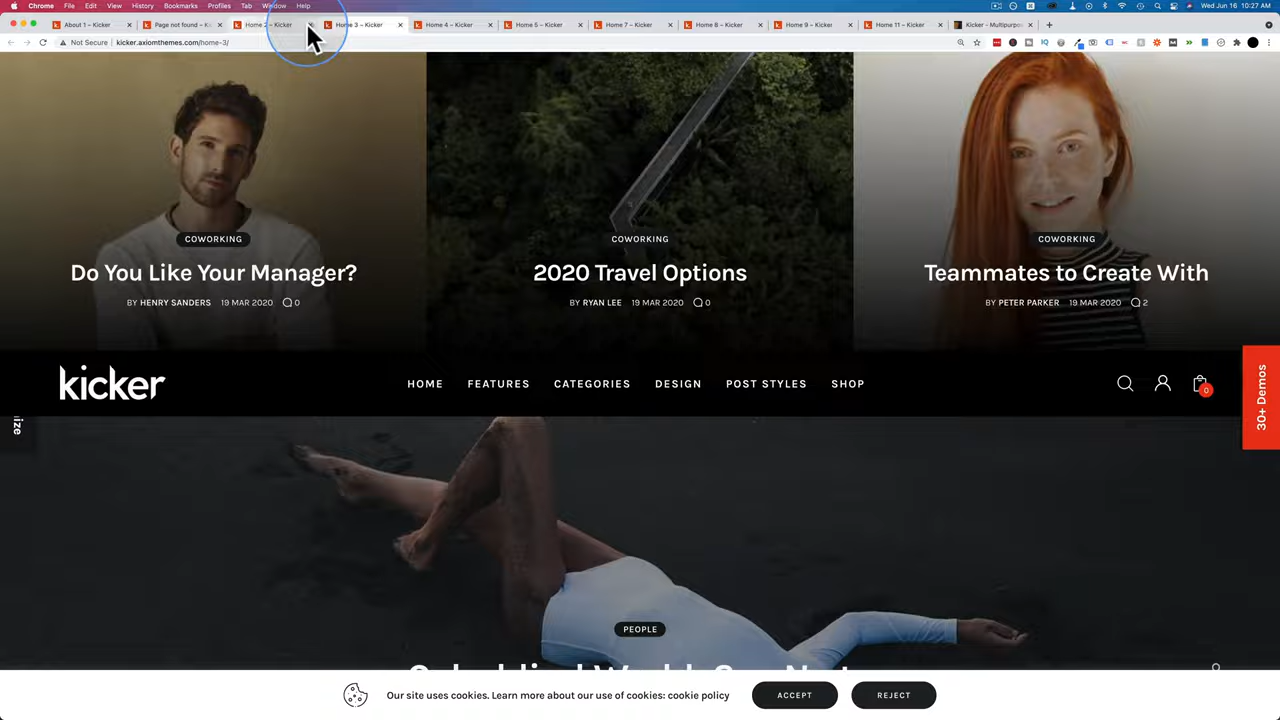 Chrome File Edit View History Bookmarks Profiles Tab Window Help Wed Jun 16 10:27 AM
About 1 – Kicker Page not found – Ki Home 2 – Kicker Home 3 – Kicker Home 4 – Kicker Home 5 – Kicker Home 7 – Kicker Home 8 – Kicker Home 9 – Kicker Home 11 – Kicker Kicker - Multipurpo
Not Secure kicker.axiomthemes.com/home-3/
COWORKING
Do You Like Your Manager?
BY HENRY SANDERS 19 MAR 2020 0
COWORKING
2020 Travel Options
BY RYAN LEE 19 MAR 2020 0
COWORKING
Teammates to Create With
BY PETER PARKER 19 MAR 2020 2
kicker HOME FEATURES CATEGORIES DESIGN POST STYLES SHOP 0
30+ Demos
ize
PEOPLE
Our site uses cookies. Learn more about our use of cookies: cookie policy ACCEPT REJECT